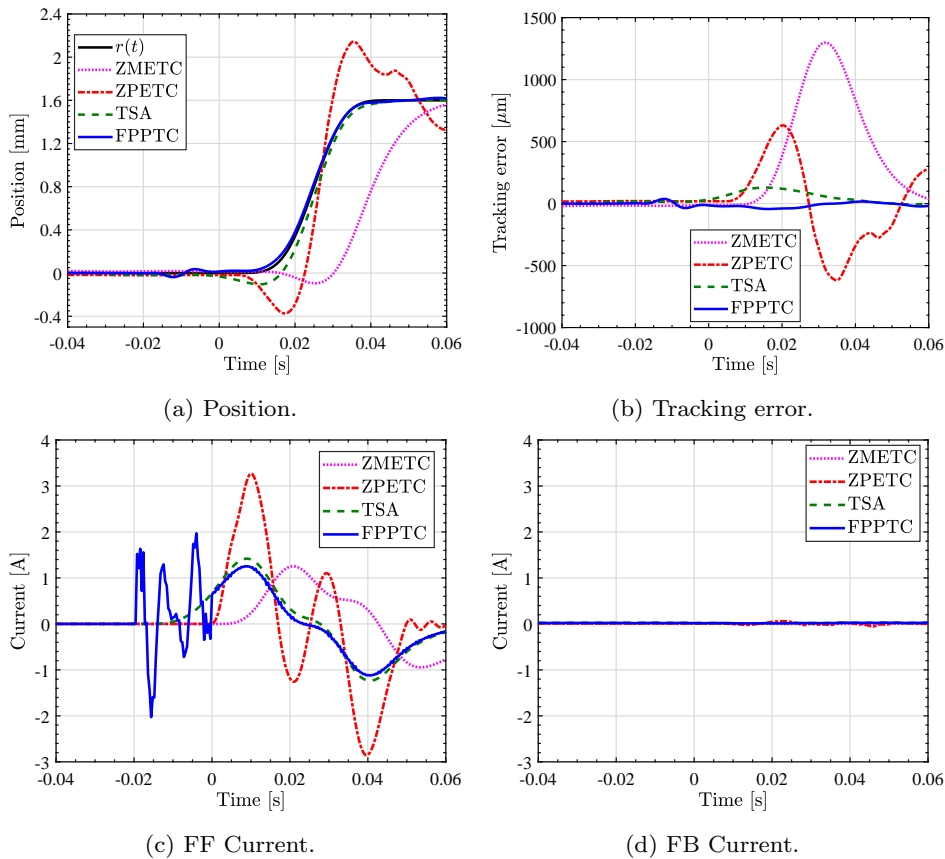 2.4
2
1.6
1.2
0.8
0.4
0
-0.4
Position [mm]
r(t)
ZMETC
ZPETC
TSA
FPPTC
-0.04 -0.02 0 0.02 0.04 0.06
Time [s]
(a) Position.
1500
1000
500
0
-500
-1000
Tracking error [μm]
ZMETC
ZPETC
TSA
FPPTC
-0.04 -0.02 0 0.02 0.04 0.06
Time [s]
(b) Tracking error.
4
3
2
1
0
-1
-2
-3
Current [A]
ZMETC
ZPETC
TSA
FPPTC
-0.04 -0.02 0 0.02 0.04 0.06
Time [s]
(c) FF Current.
4
3
2
1
0
-1
-2
-3
Current [A]
ZMETC
ZPETC
TSA
FPPTC
-0.04 -0.02 0 0.02 0.04 0.06
Time [s]
(d) FB Current.